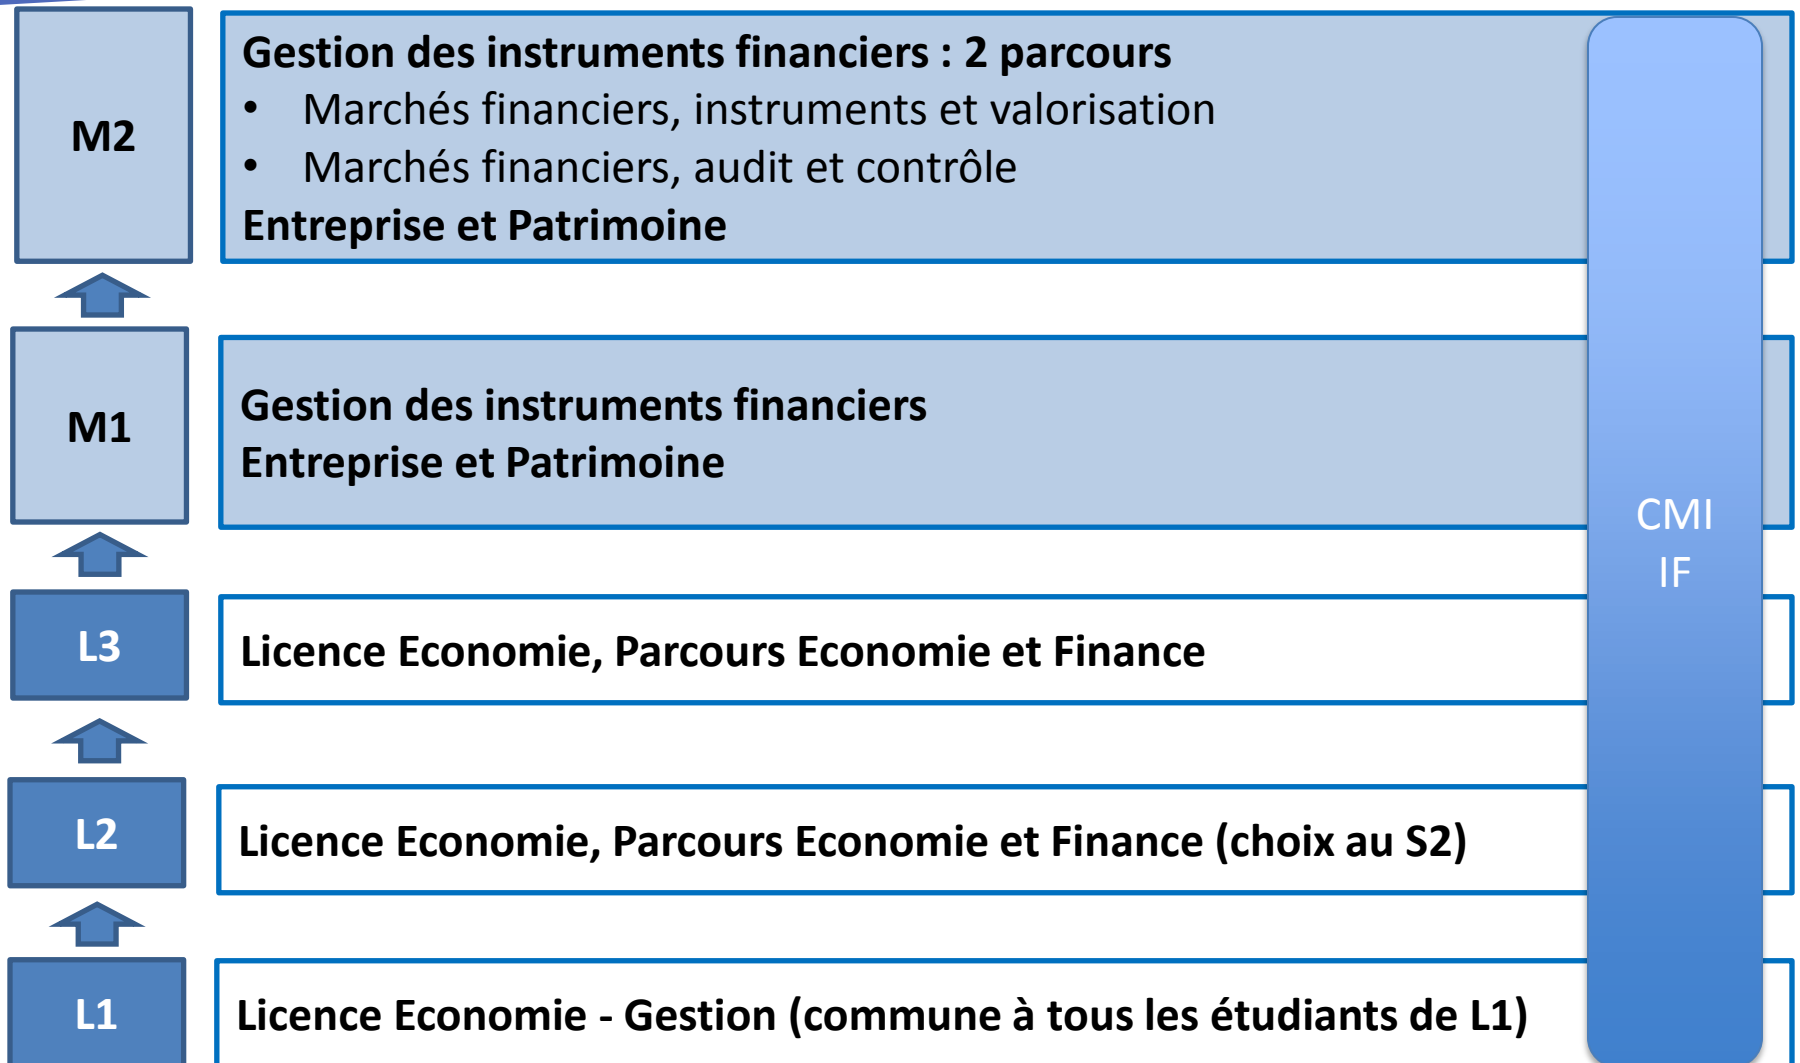 M2
Gestion des instruments financiers : 2 parcours
• Marchés financiers, instruments et valorisation
• Marchés financiers, audit et contrôle
Entreprise et Patrimoine
M1
Gestion des instruments financiers
Entreprise et Patrimoine
CMI
IF
L3
Licence Economie, Parcours Economie et Finance
L2
Licence Economie, Parcours Economie et Finance (choix au S2)
L1
Licence Economie - Gestion (commune à tous les étudiants de L1)